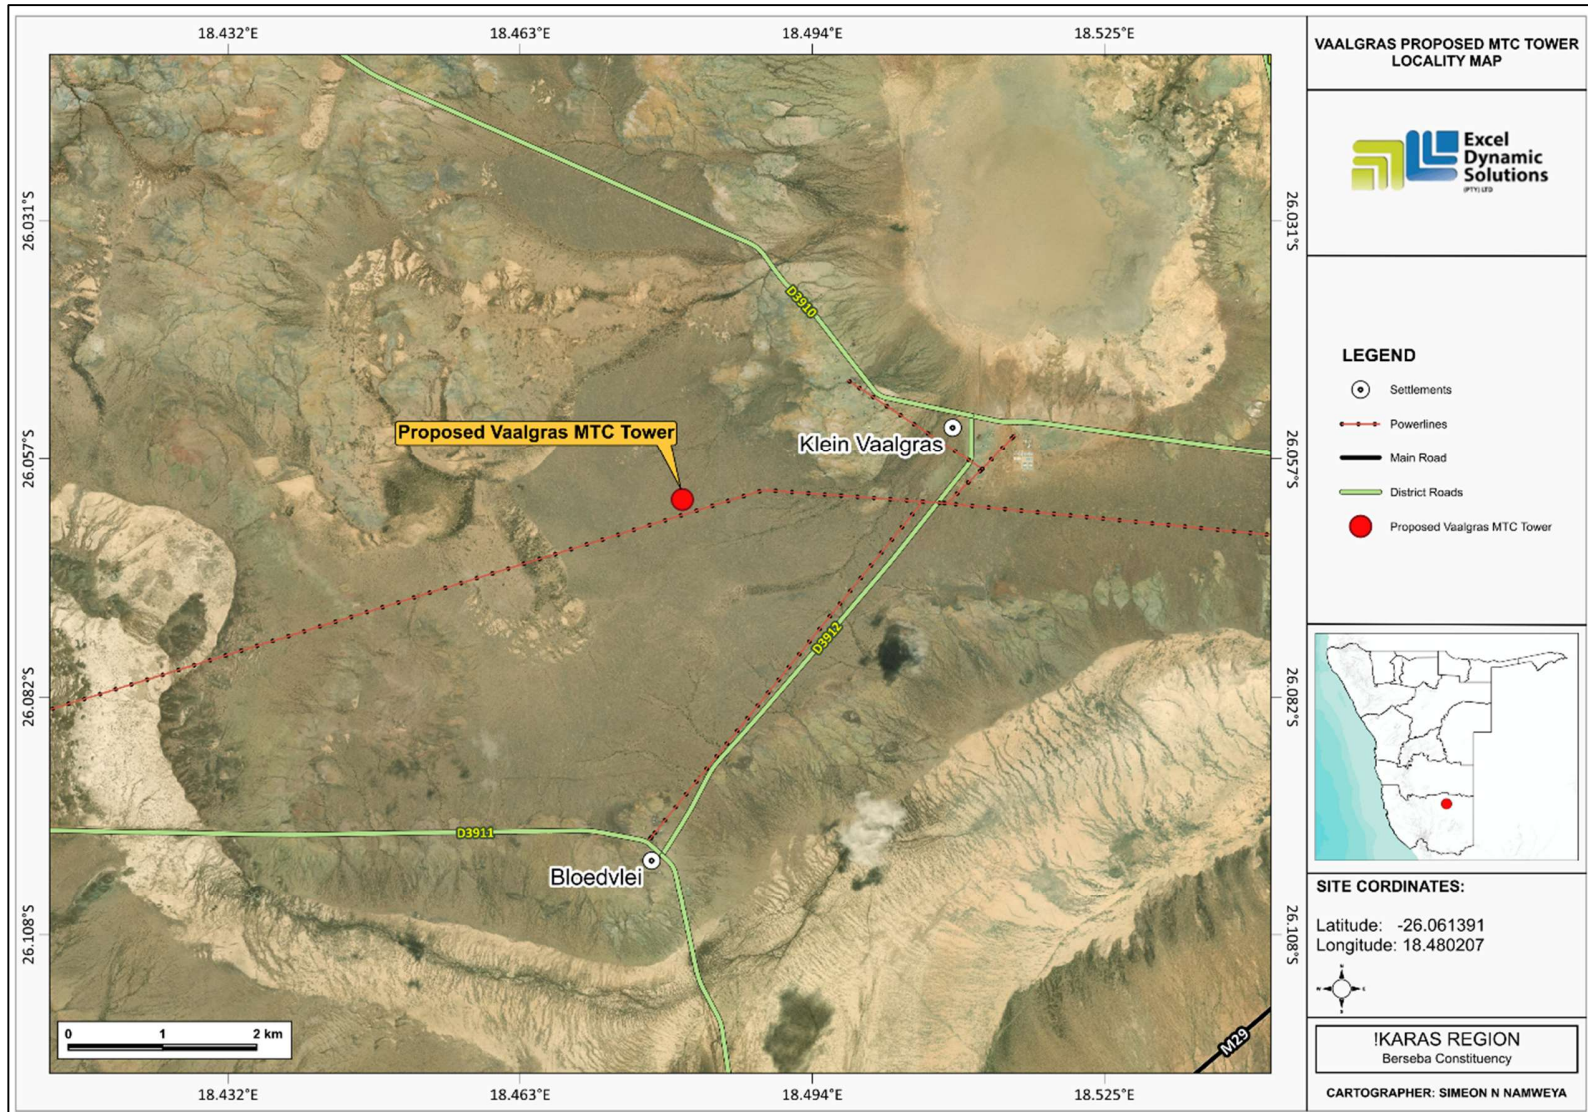 18.432°E
18.463°E
18.494°E
18.525°E
26.031°S
26.057°S
26.082°S
26.108°S
D3910
Proposed Vaalgras MTC Tower
Klein Vaalgras
D3912
D3911
Bloedvlei
M29
0 1 2 km
26.031°S
26.057°S
26.082°S
26.108°S
18.432°E
18.463°E
18.494°E
18.525°E
VAALGRAS PROPOSED MTC TOWER
LOCALITY MAP
Excel
Dynamic
Solutions
(PTY) LTD
LEGEND
Settlements
Powerlines
Main Road
District Roads
Proposed Vaalgras MTC Tower
SITE CORDINATES:
Latitude: -26.061391
Longitude: 18.480207
N
W E
S
!KARAS REGION
Berseba Constituency
CARTOGRAPHER: SIMEON N NAMWEYA